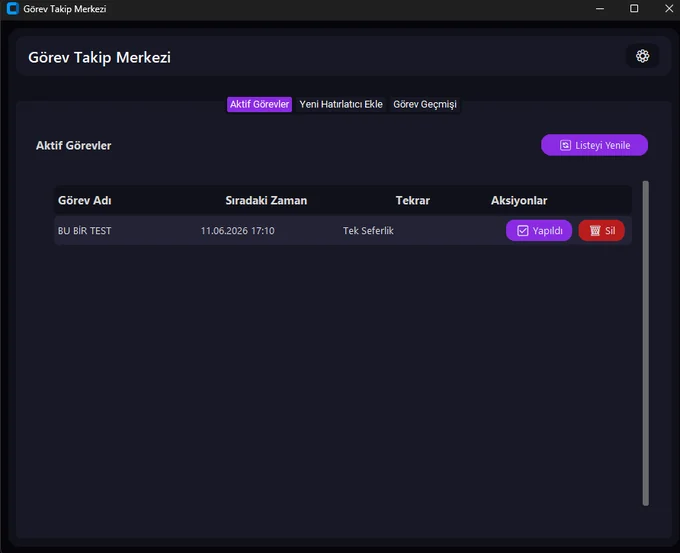 Görev Takip Merkezi
Görev Takip Merkezi
Aktif Görevler Yeni Hatırlatıcı Ekle Görev Geçmişi
Aktif Görevler Listeyi Yenile
Görev Adı Sıradaki Zaman Tekrar Aksiyonlar
BU BİR TEST 11.06.2026 17:10 Tek Seferlik Yapıldı Sil